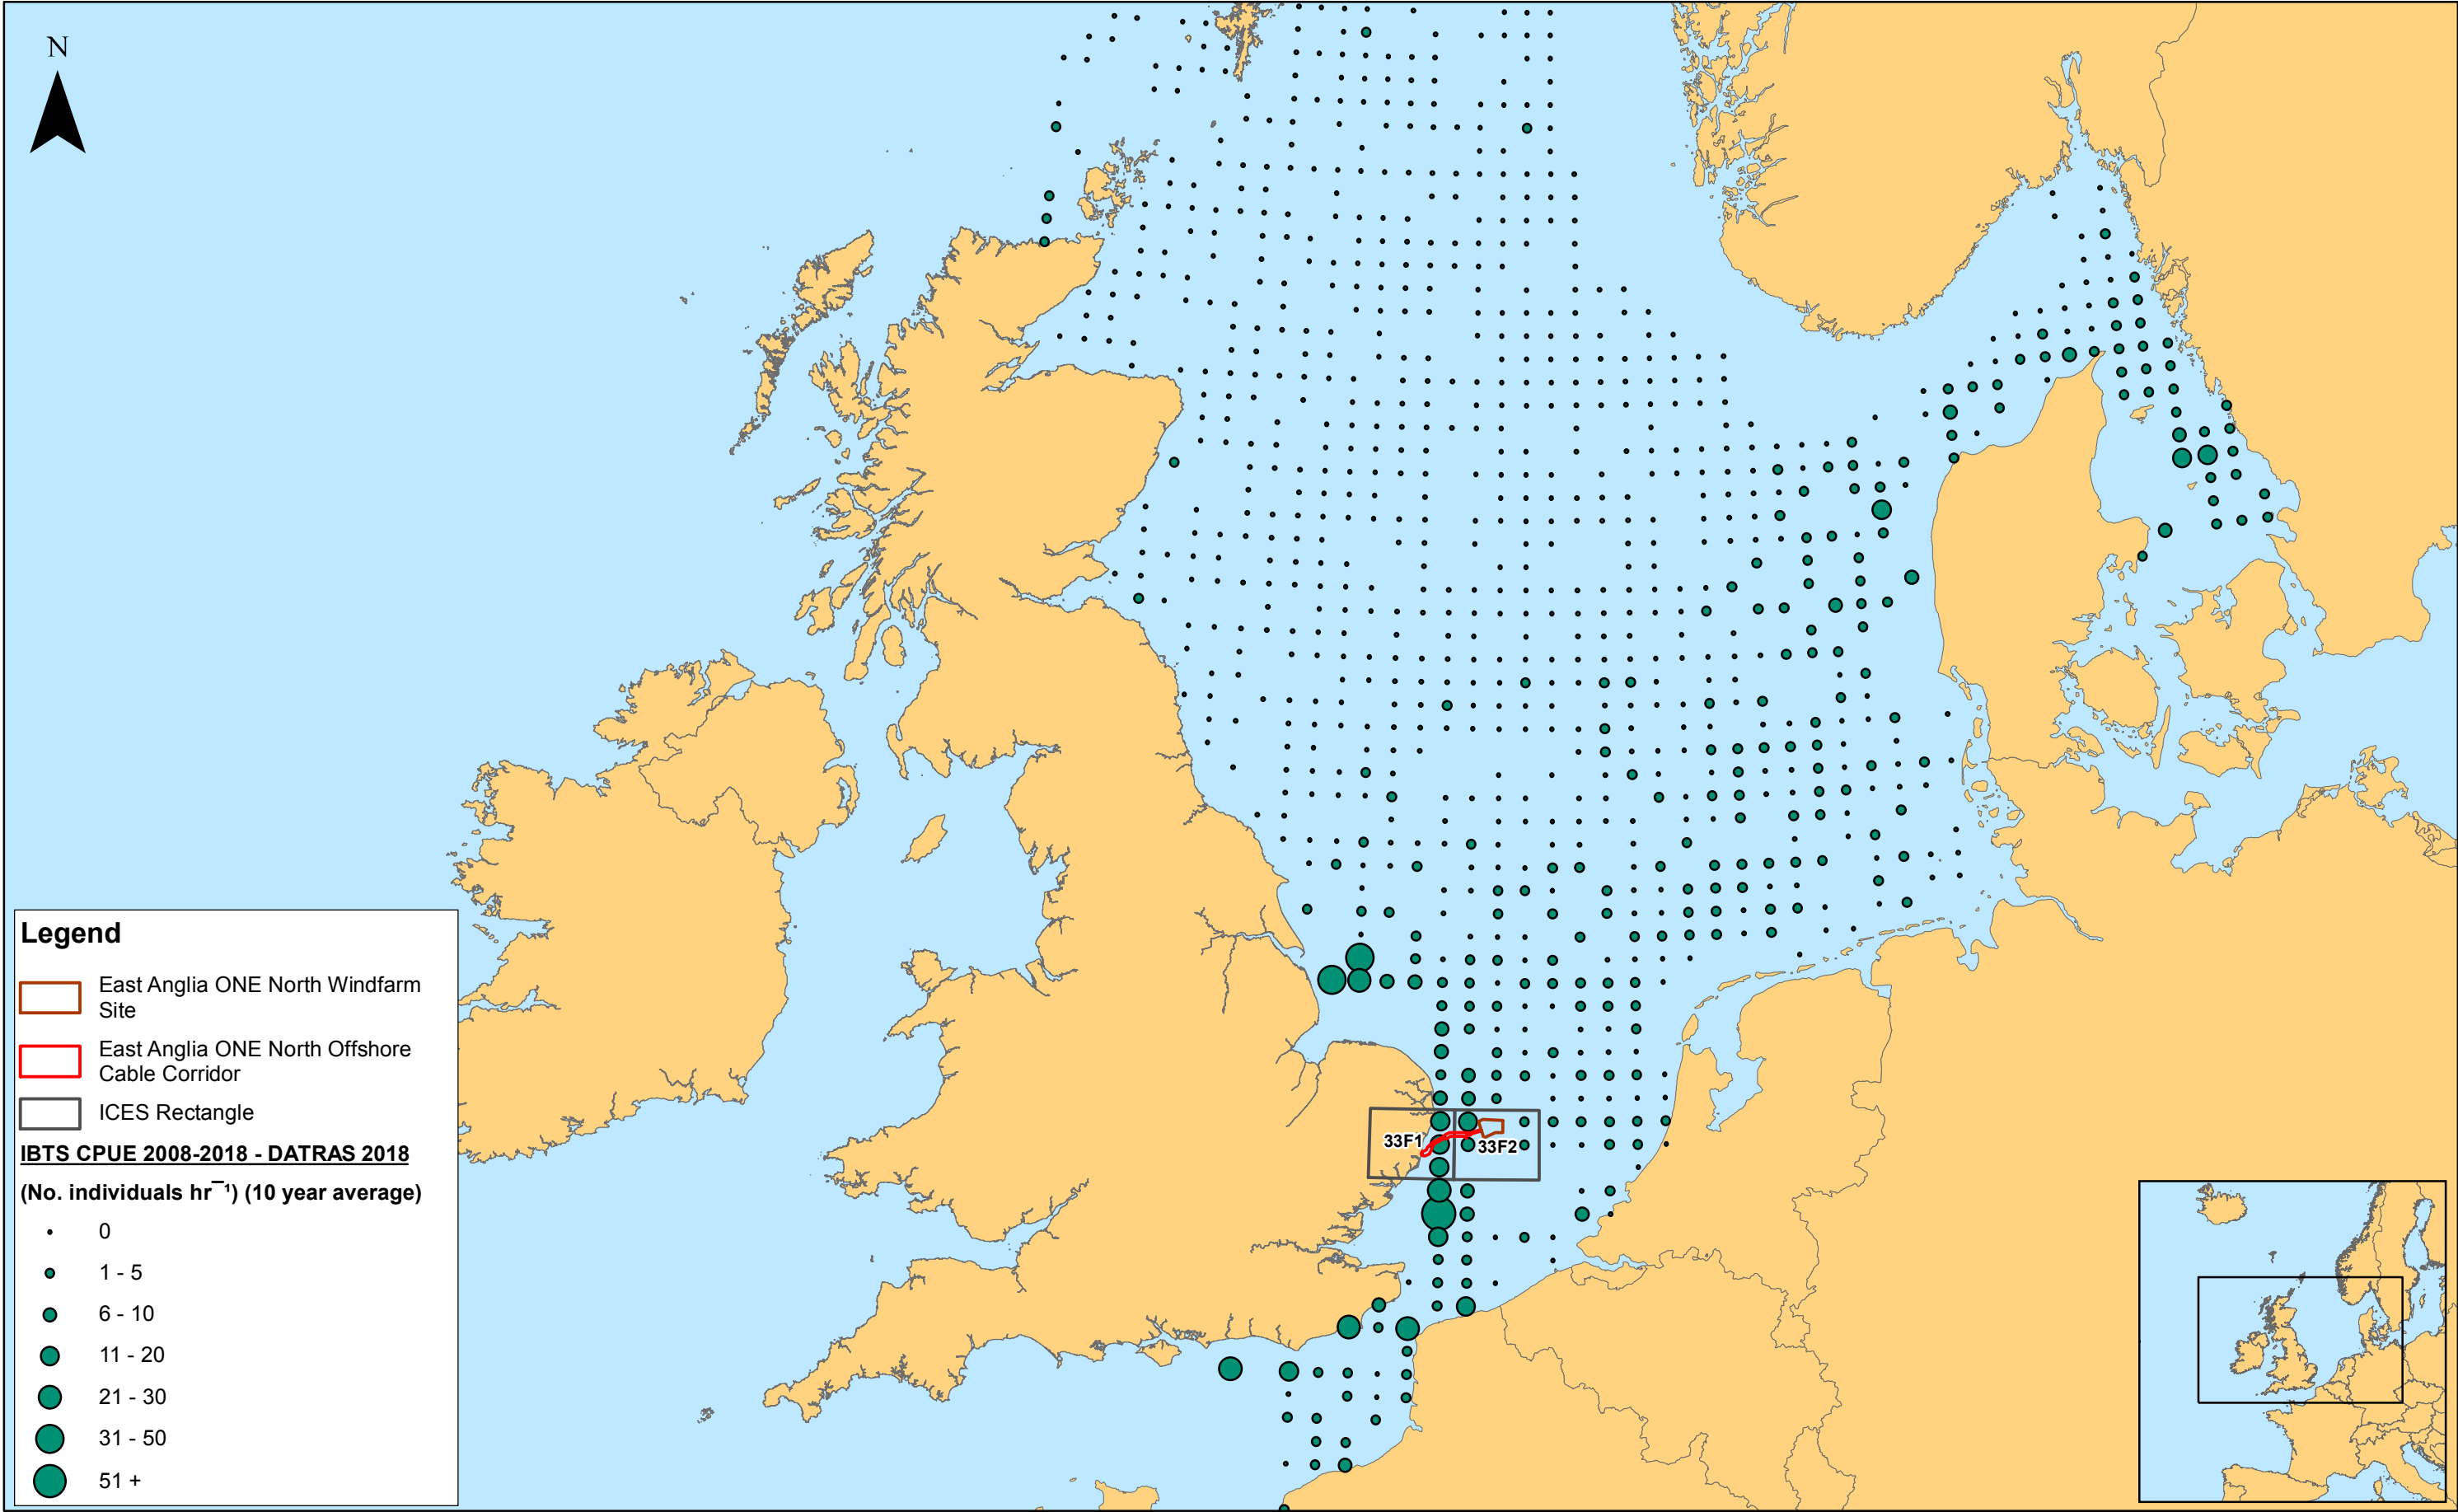 N
Legend
East Anglia ONE North Windfarm
Site
East Anglia ONE North Offshore
Cable Corridor
ICES Rectangle
IBTS CPUE 2008-2018 - DATRAS 2018
(No. individuals hr¯¹) (10 year average)
0
1 - 5
6 - 10
11 - 20
21 - 30
31 - 50
51 +
33F1
33F2